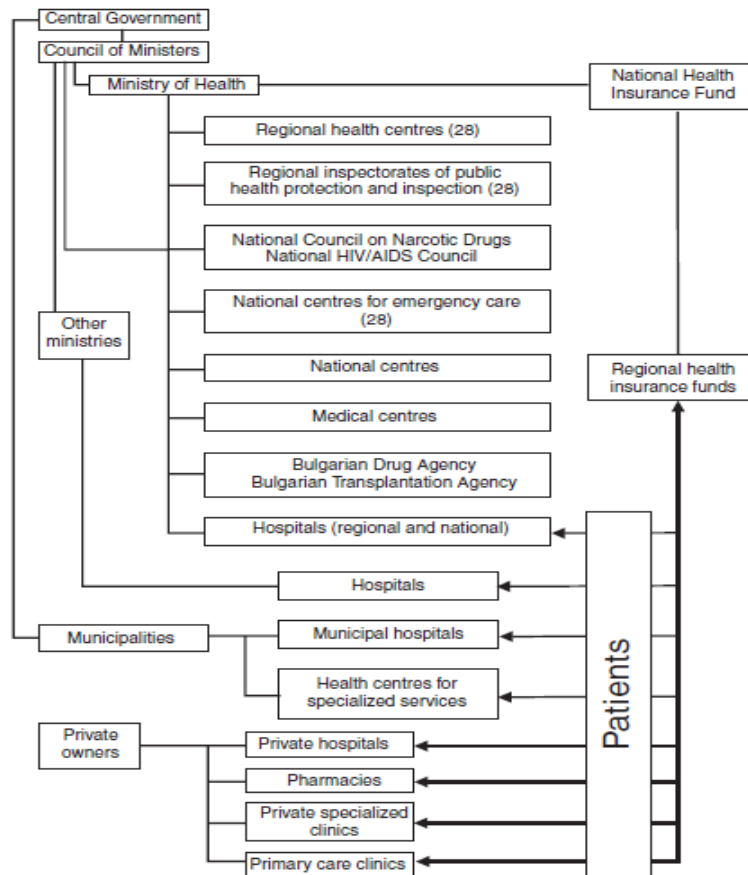 Central Government
Council of Ministers
Ministry of Health
National Health
Insurance Fund
Regional health centres (28)
Regional inspectorates of public
health protection and inspection (28)
National Council on Narcotic Drugs
National HIV/AIDS Council
National centres for emergency care
(28)
Other
ministries
National centres
Regional health
insurance funds
Medical centres
Bulgarian Drug Agency
Bulgarian Transplantation Agency
Hospitals (regional and national)
Hospitals
Municipalities
Municipal hospitals
Health centres for
specialized services
Patients
Private
owners
Private hospitals
Pharmacies
Private specialized
clinics
Primary care clinics